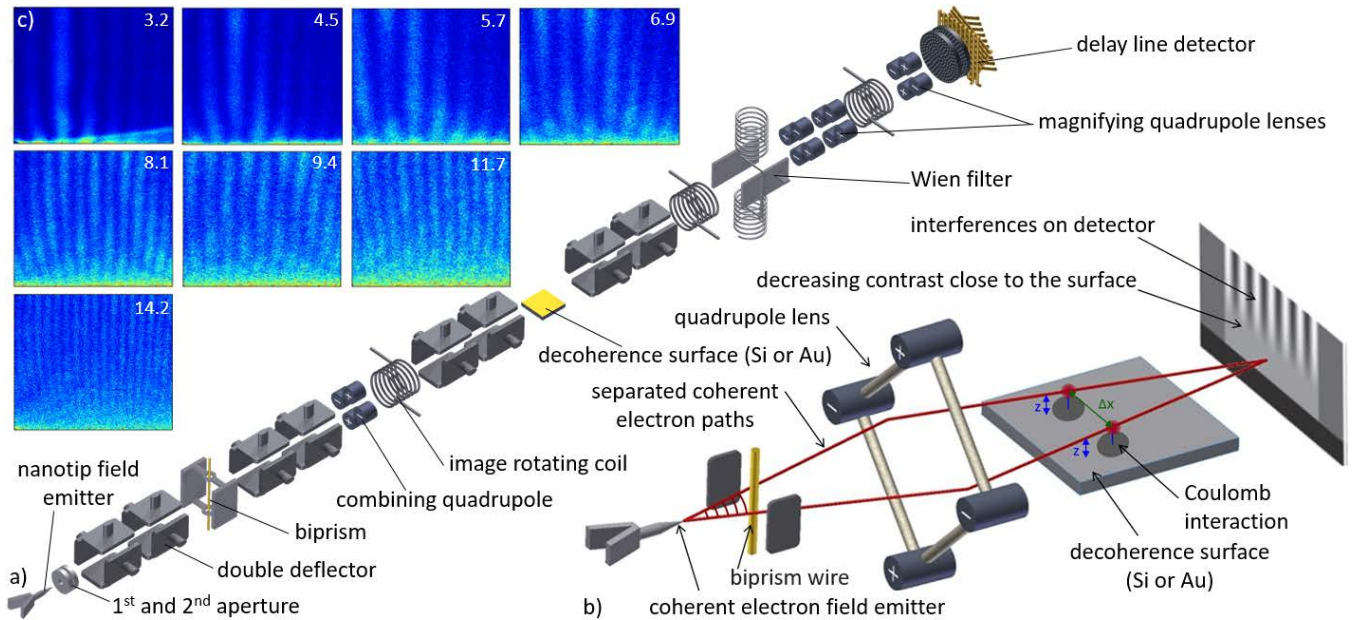 c)
3.2
4.5
5.7
6.9
8.1
9.4
11.7
14.2
delay line detector
magnifying quadrupole lenses
Wien filter
decoherence surface (Si or Au)
image rotating coil
combining quadrupole
biprism
double deflector
nanotip field
emitter
a)
1st and 2nd aperture
interferences on detector
decreasing contrast close to the surface
quadrupole lens
separated coherent
electron paths
+
−
−
+
z
Δx
z
Coulomb
interaction
decoherence surface
(Si or Au)
biprism wire
b)
coherent electron field emitter